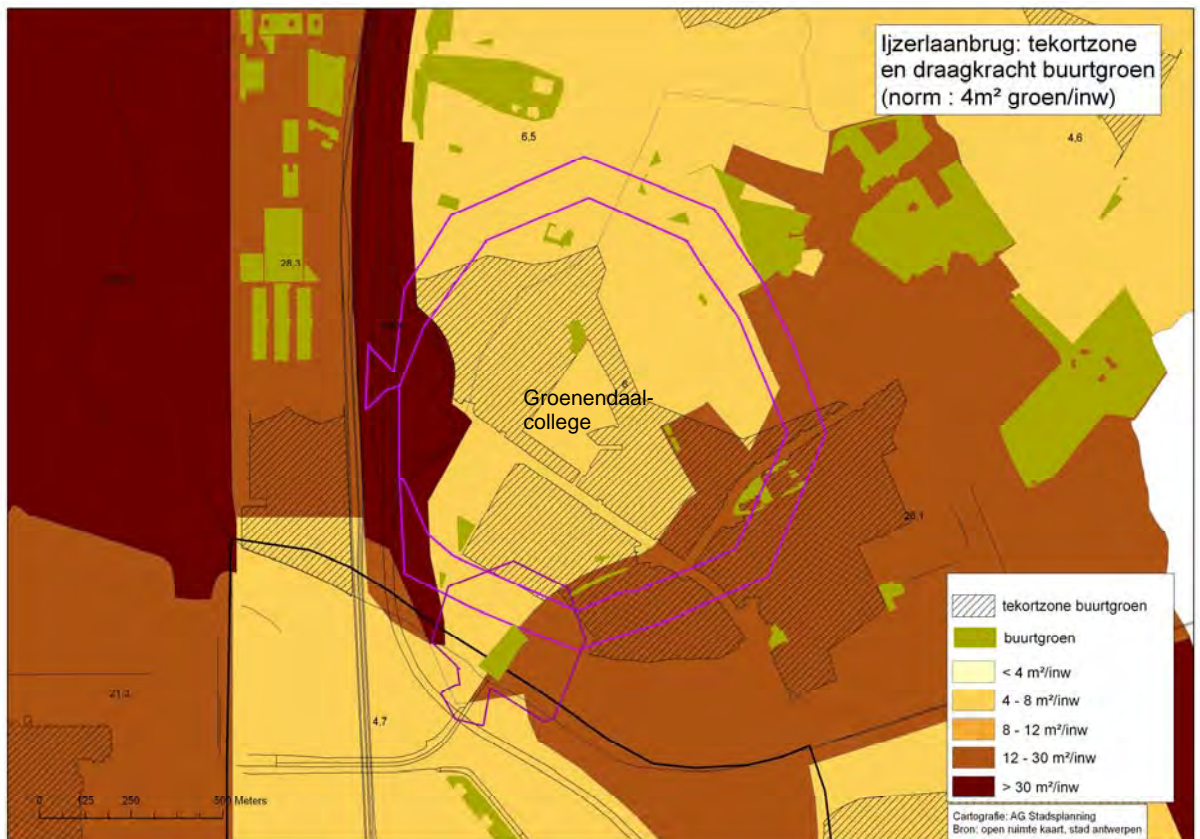 Ijzerlaanbrug: tekortzone
en draagkracht buurtgroen
(norm : 4m² groen/inw)
6,5
4,6
28,3
6
Groenendaal-
college
26,1
21,3
4,7
tekortzone buurtgroen
buurtgroen
< 4 m²/inw
4 - 8 m²/inw
8 - 12 m²/inw
12 - 30 m²/inw
> 30 m²/inw
0 125 250 500 Meters
Cartografie: AG Stadsplanning
Bron: open ruimte kaart, stad antwerpen